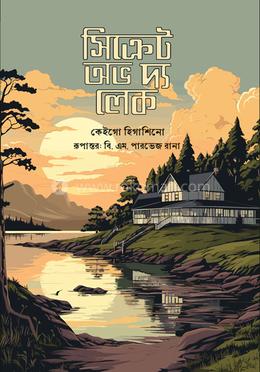 সিক্রেট
অভ দ্য
লেক
কেইগো হিগাশিনো
রূপান্তর: বি. এম. পারভেজ রানা